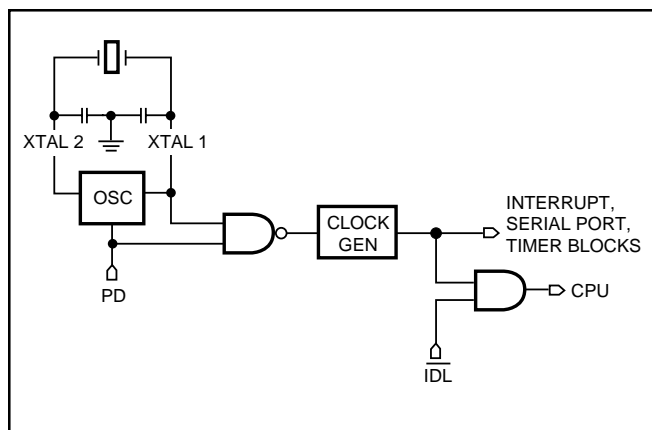 XTAL 2
XTAL 1
OSC
PD
CLOCK
GEN
INTERRUPT,
SERIAL PORT,
TIMER BLOCKS
CPU
IDL